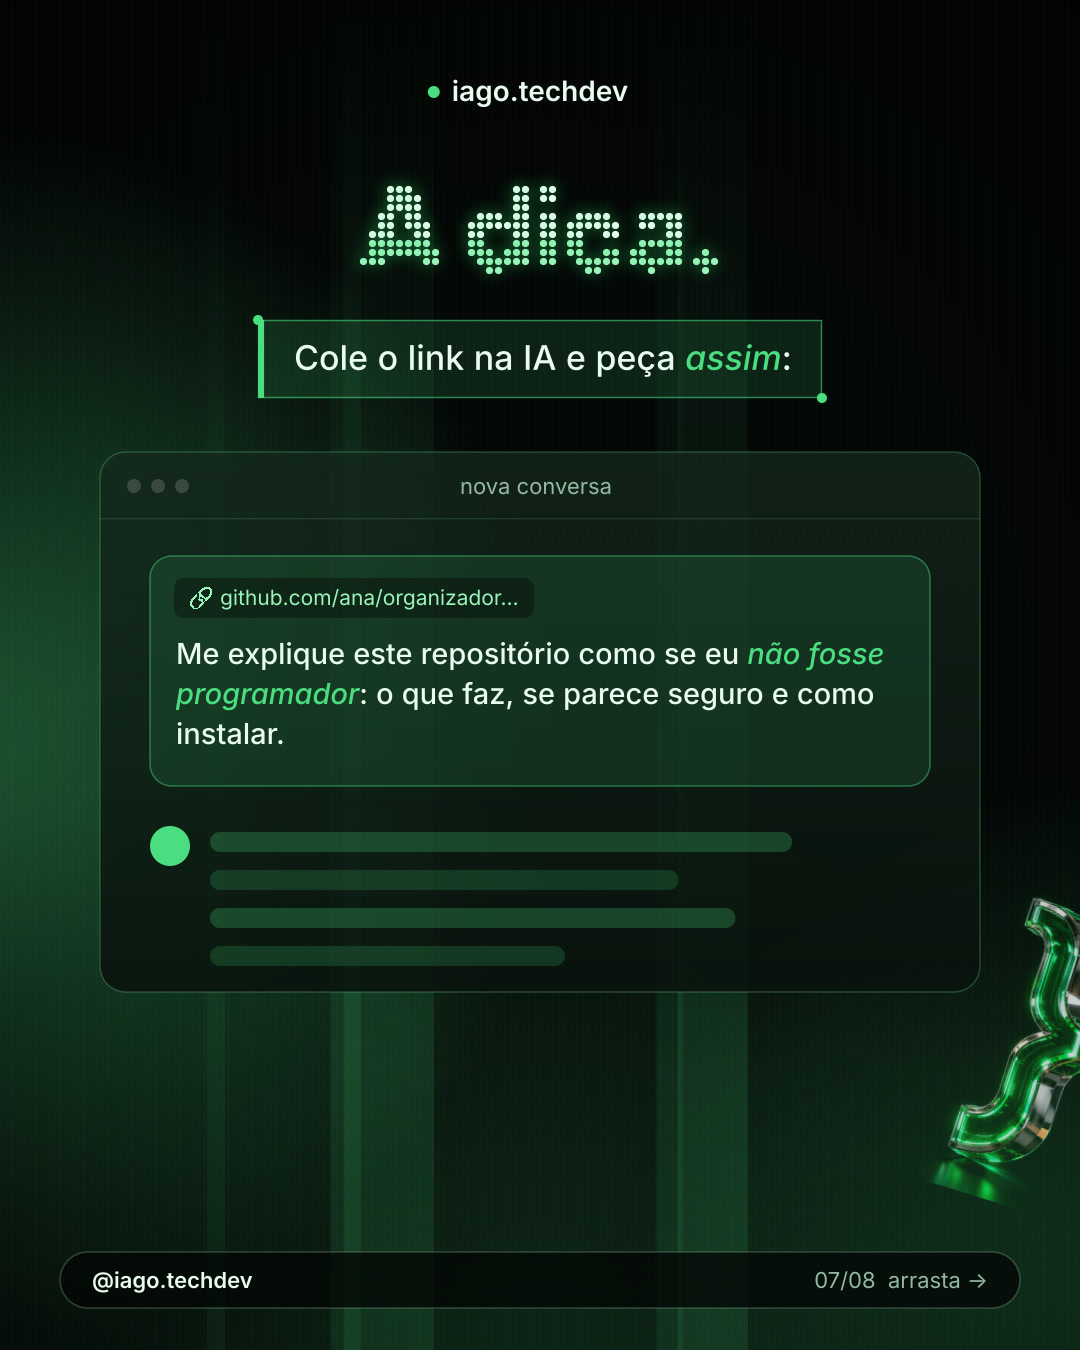 iago.techdev
A dica.
Cole o link na IA e peça assim:
nova conversa
github.com/ana/organizador...
Me explique este repositório como se eu não fosse
programador: o que faz, se parece seguro e como
instalar.
@iago.techdev
07/08 arrasta →